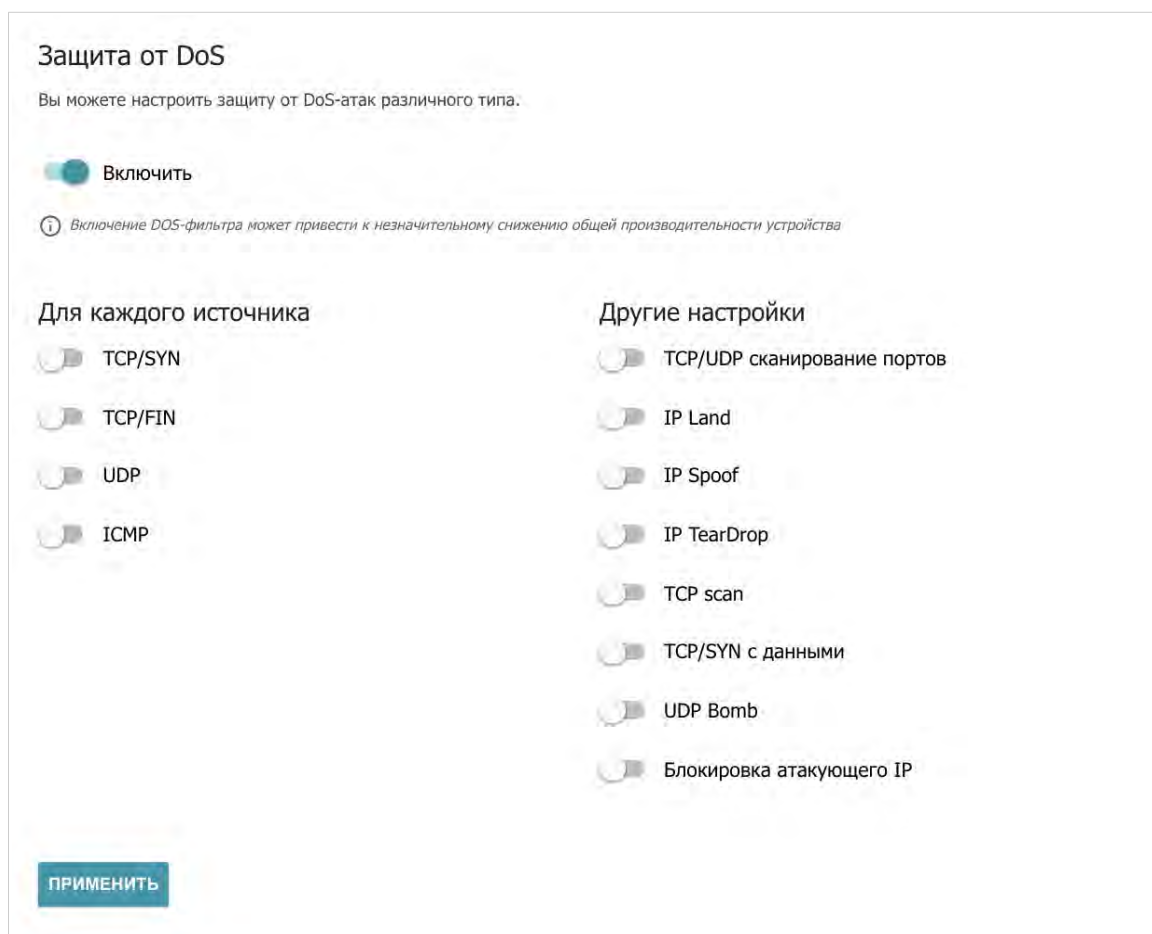 Защита от DoS
Вы можете настроить защиту от DoS-атак различного типа.
Включить
Включение DOS-фильтра может привести к незначительному снижению общей производительности устройства
Для каждого источника
TCP/SYN
TCP/FIN
UDP
ICMP
Другие настройки
TCP/UDP сканирование портов
IP Land
IP Spoof
IP TearDrop
TCP scan
TCP/SYN с данными
UDP Bomb
Блокировка атакующего IP
ПРИМЕНИТЬ